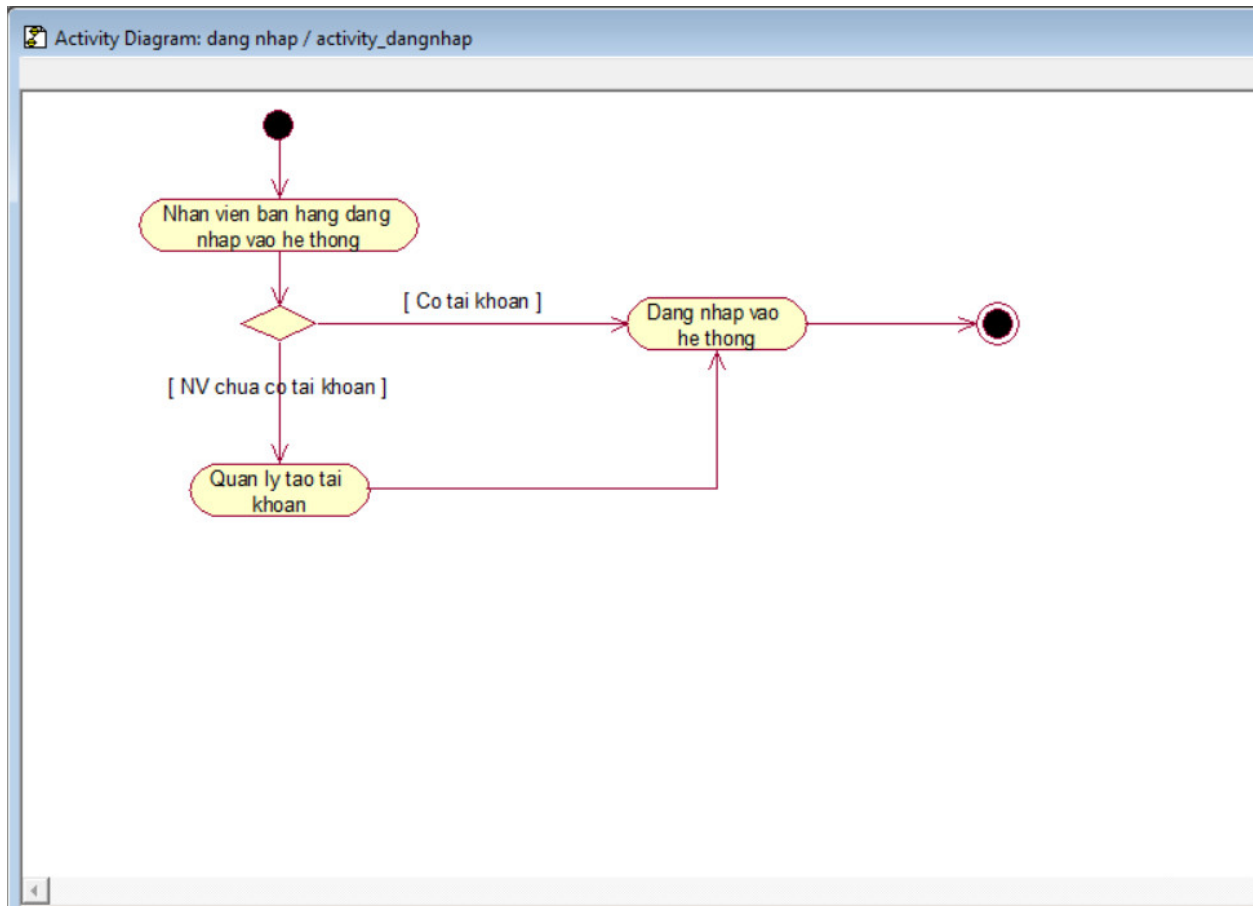 Activity Diagram: dang nhap / activity_dangnhap
Nhan vien ban hang dang
nhap vao he thong
[ Co tai khoan ]
Dang nhap vao
he thong
[ NV chua co tai khoan ]
Quan ly tao tai
khoan